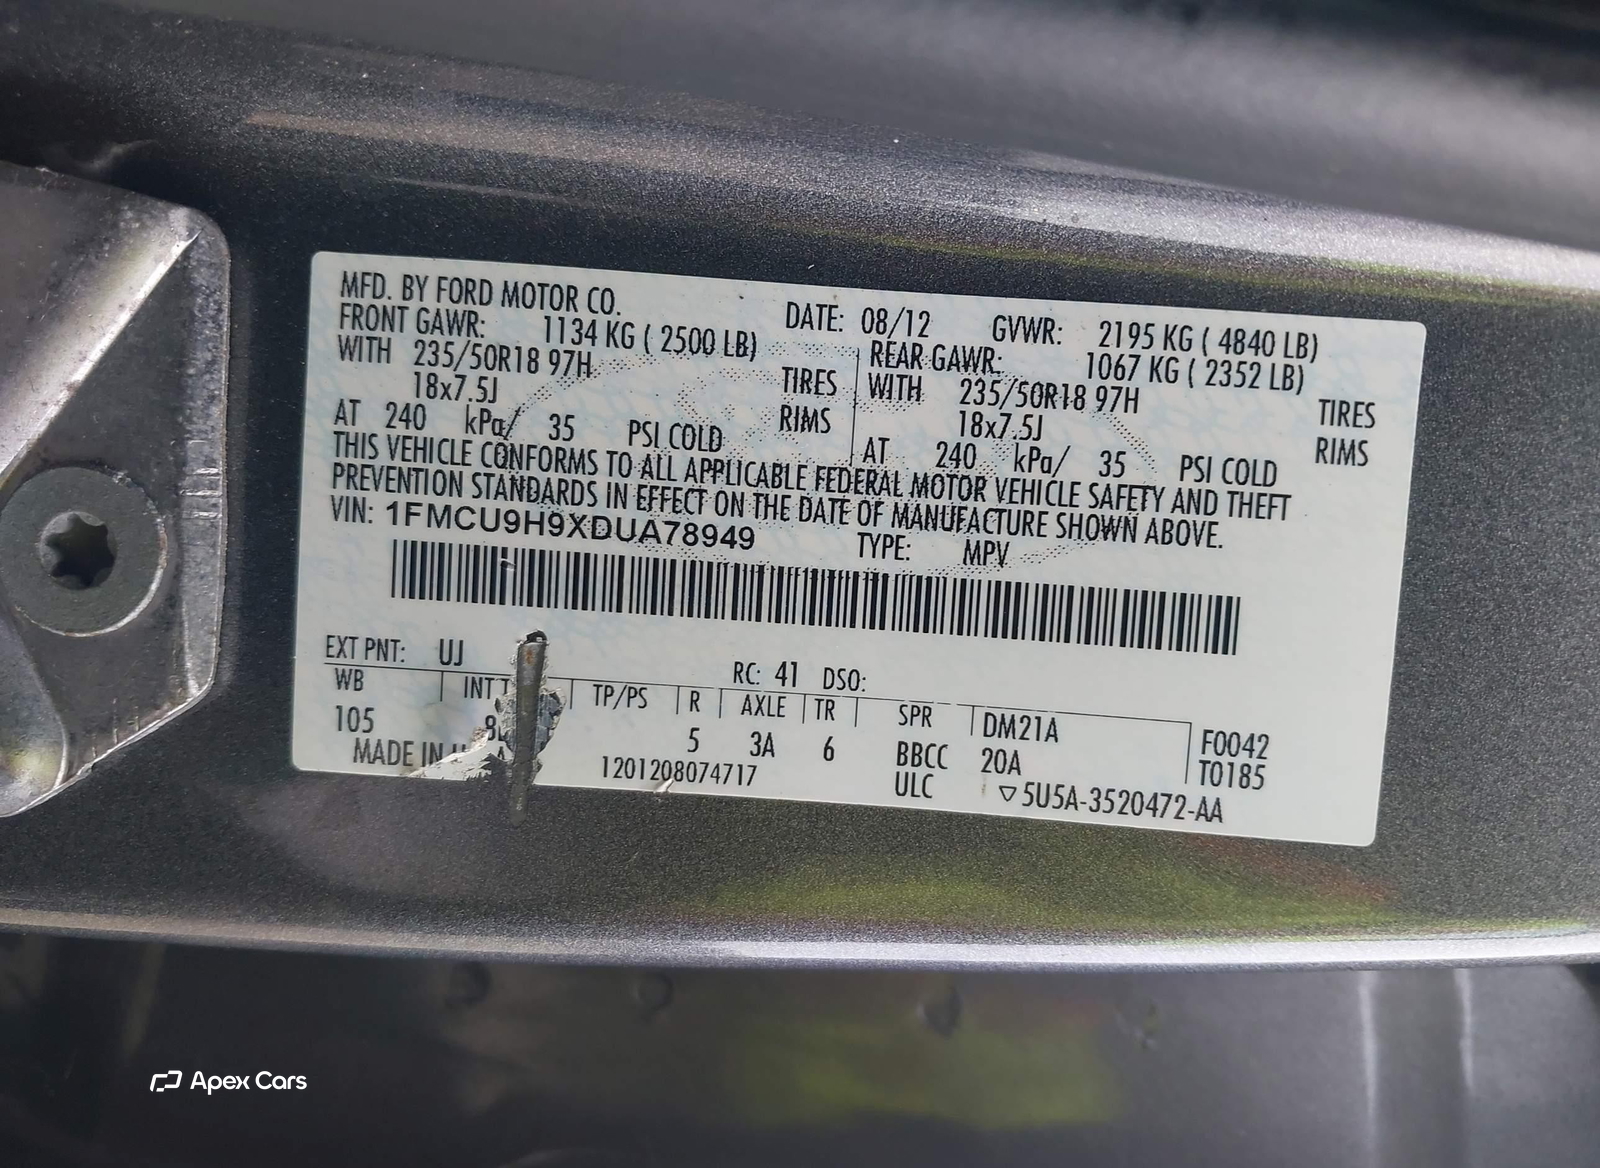 MFD. BY FORD MOTOR CO. DATE: 08/12 GVWR: 2195 KG ( 4840 LB)
FRONT GAWR: 1134 KG ( 2500 LB) REAR GAWR: 1067 KG ( 2352 LB)
WITH 235/50R18 97H TIRES WITH 235/50R18 97H TIRES
18x7.5J RIMS 18x7.5J RIMS
AT 240 kPa/ 35 PSI COLD AT 240 kPa/ 35 PSI COLD
THIS VEHICLE CONFORMS TO ALL APPLICABLE FEDERAL MOTOR VEHICLE SAFETY AND THEFT
PREVENTION STANDARDS IN EFFECT ON THE DATE OF MANUFACTURE SHOWN ABOVE.
VIN: 1FMCU9H9XDUA78949 TYPE: MPV
EXT PNT: UJ RC: 41 DSO:
WB INT TP/PS R AXLE TR SPR DM21A F0042
105 5 3A 6 BBCC 20A T0185
MADE IN 1201208074717 ULC ▽5U5A-3520472-AA
Apex Cars